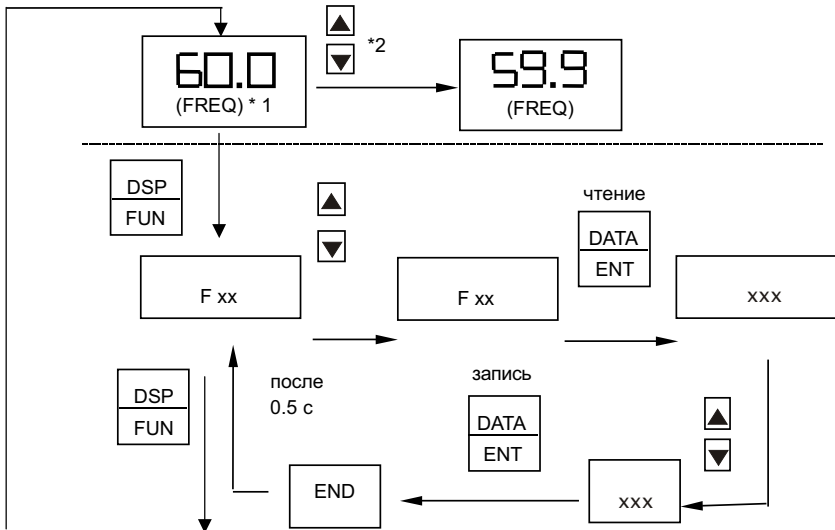 60.0
(FREQ) * 1
*2
59.9
(FREQ)
DSP
FUN
чтение
DATA
ENT
F xx
F xx
xxx
DSP
FUN
после
0.5 с
запись
DATA
ENT
END
xxx